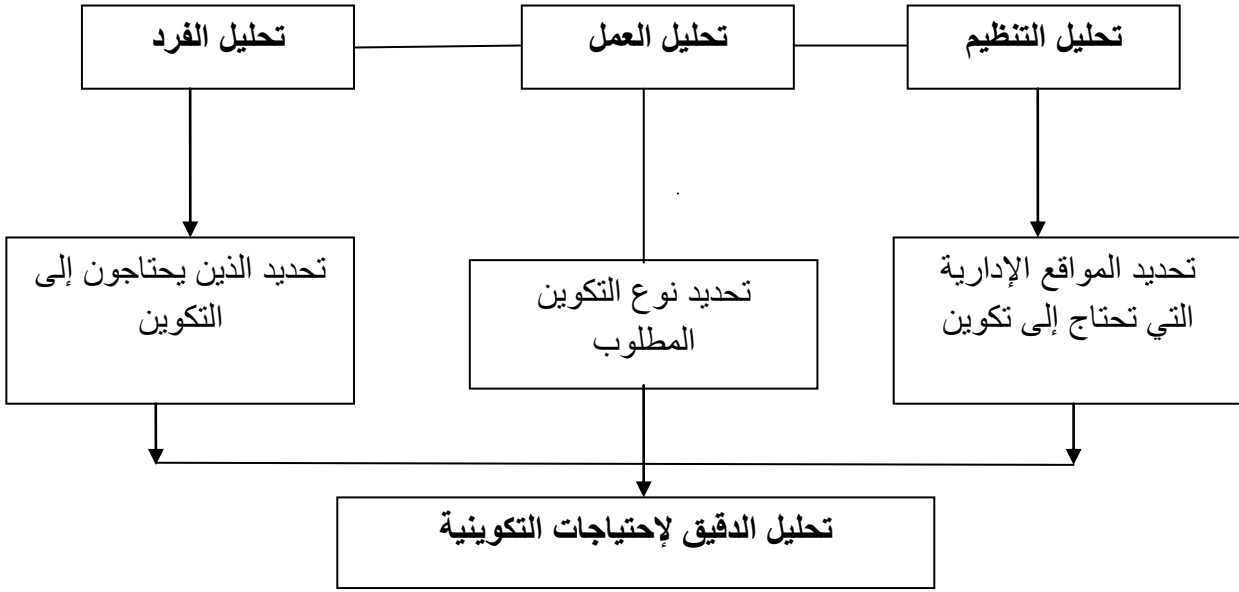 تحليل التنظيم
تحليل العمل
تحليل الفرد
تحديد المواقع الإدارية
التي تحتاج إلى تكوين
تحديد نوع التكوين
المطلوب
تحديد الذين يحتاجون إلى
التكوين
تحليل الدقيق لإحتياجات التكوينية